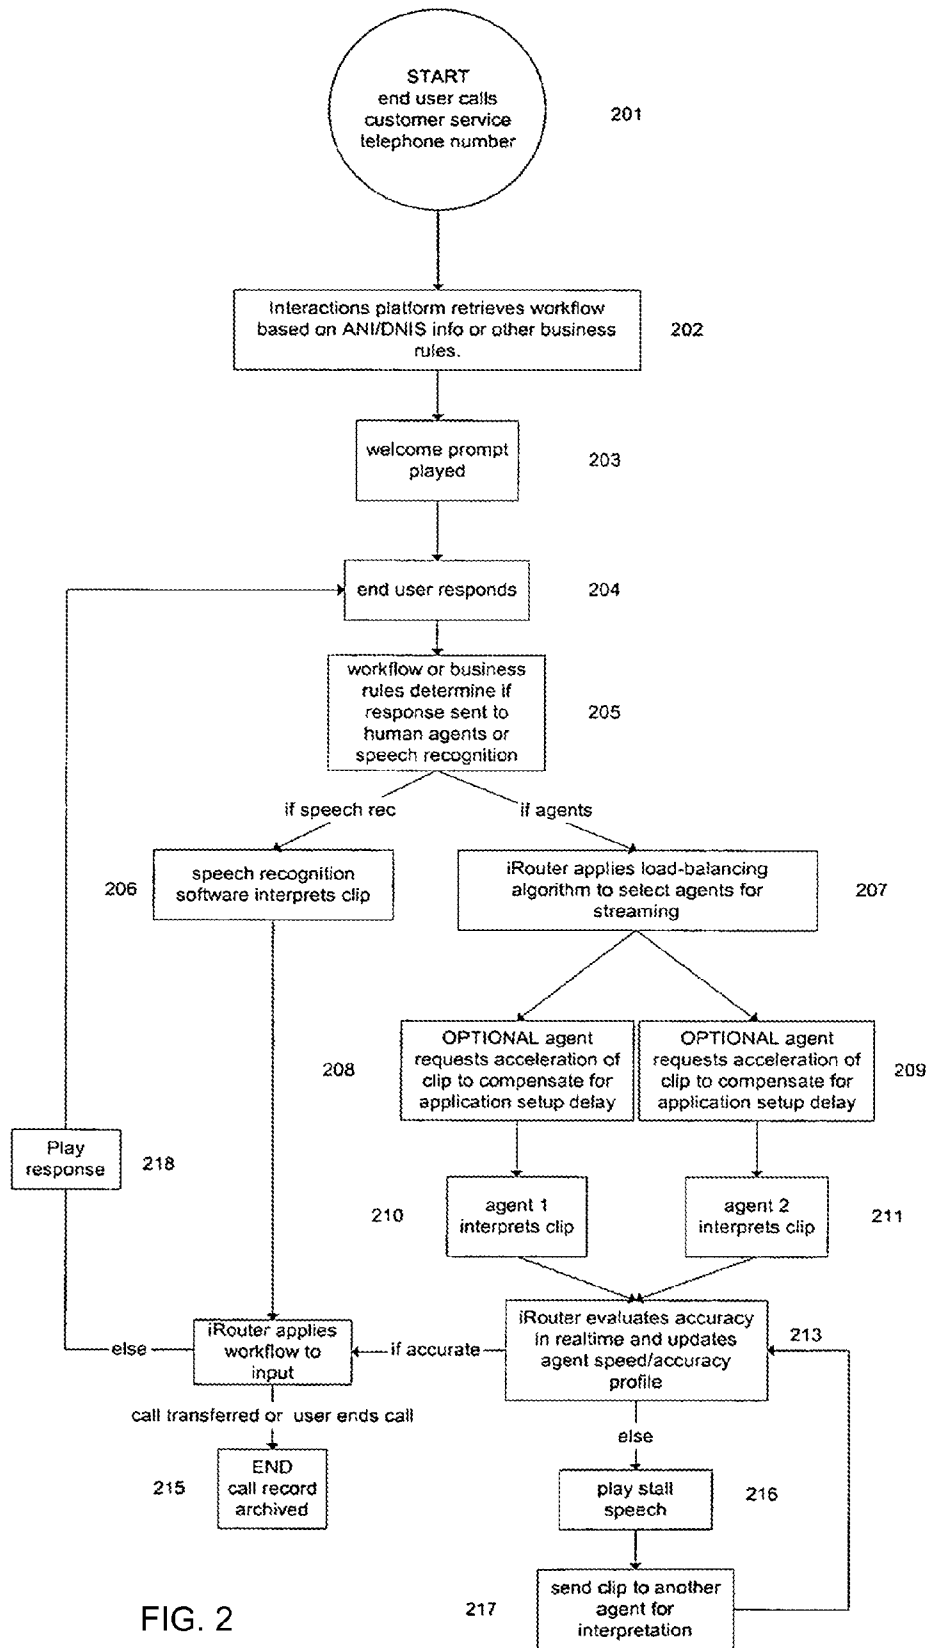 START
end user calls
customer service
telephone number
201
Interactions platform retrieves workflow
based on ANI/DNIS info or other business
rules.
202
welcome prompt
played
203
end user responds
204
workflow or business
rules determine if
response sent to
human agents or
speech recognition
205
if speech rec
if agents
206
speech recognition
software interprets clip
iRouter applies load-balancing
algorithm to select agents for
streaming
207
208
OPTIONAL agent
requests acceleration of
clip to compensate for
application setup delay
OPTIONAL agent
requests acceleration of
clip to compensate for
application setup delay
209
Play
response
218
210
agent 1
interprets clip
agent 2
interprets clip
211
else
iRouter applies
workflow to
input
if accurate
iRouter evaluates accuracy
in realtime and updates
agent speed/accuracy
profile
213
call transferred or user ends call
else
215
END
call record
archived
play stall
speech
216
217
send clip to another
agent for
interpretation
FIG. 2